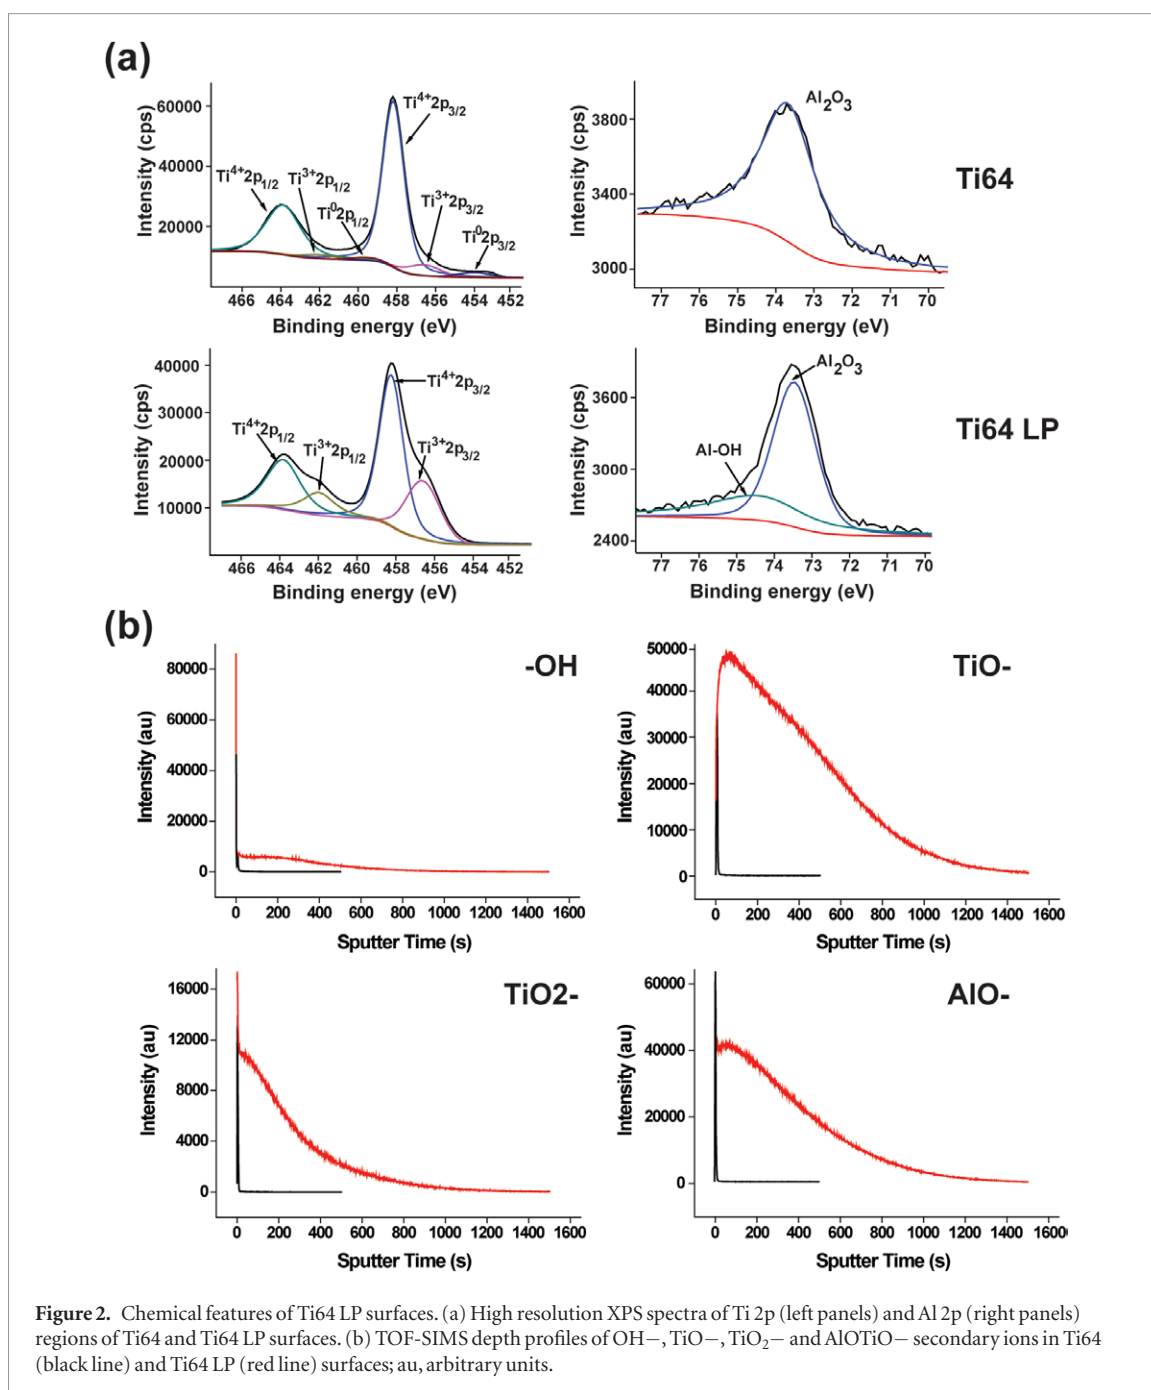 (a)
Intensity (cps)
60000
40000
20000
Ti4+2p3/2
Ti4+2p1/2
Ti3+2p1/2
Ti02p1/2
Ti3+2p3/2
Ti02p3/2
466 464 462 460 458 456 454 452
Binding energy (eV)
Intensity (cps)
3800
3400
3000
Al2O3
77 76 75 74 73 72 71 70
Binding energy (eV)
Ti64
Intensity (cps)
40000
30000
20000
10000
Ti4+2p3/2
Ti4+2p1/2
Ti3+2p1/2
Ti3+2p3/2
466 464 462 460 458 456 454 452
Binding energy (eV)
Intensity (cps)
3600
3000
2400
Al2O3
Al-OH
77 76 75 74 73 72 71 70
Binding energy (eV)
Ti64 LP
(b)
-OH
Intensity (au)
80000
60000
40000
20000
0
0 200 400 600 800 1000 1200 1400 1600
Sputter Time (s)
TiO-
Intensity (au)
50000
40000
30000
20000
10000
0
0 200 400 600 800 1000 1200 1400 1600
Sputter Time (s)
TiO2-
Intensity (au)
16000
12000
8000
4000
0
0 200 400 600 800 1000 1200 1400 1600
Sputter Time (s)
AlO-
Intensity (au)
60000
40000
20000
0
0 200 400 600 800 1000 1200 1400 1600
Sputter Time (s)
Figure 2. Chemical features of Ti64 LP surfaces. (a) High resolution XPS spectra of Ti 2p (left panels) and Al 2p (right panels)
regions of Ti64 and Ti64 LP surfaces. (b) TOF-SIMS depth profiles of OH−, TiO−, TiO2− and AlOTiO− secondary ions in Ti64
(black line) and Ti64 LP (red line) surfaces; au, arbitrary units.